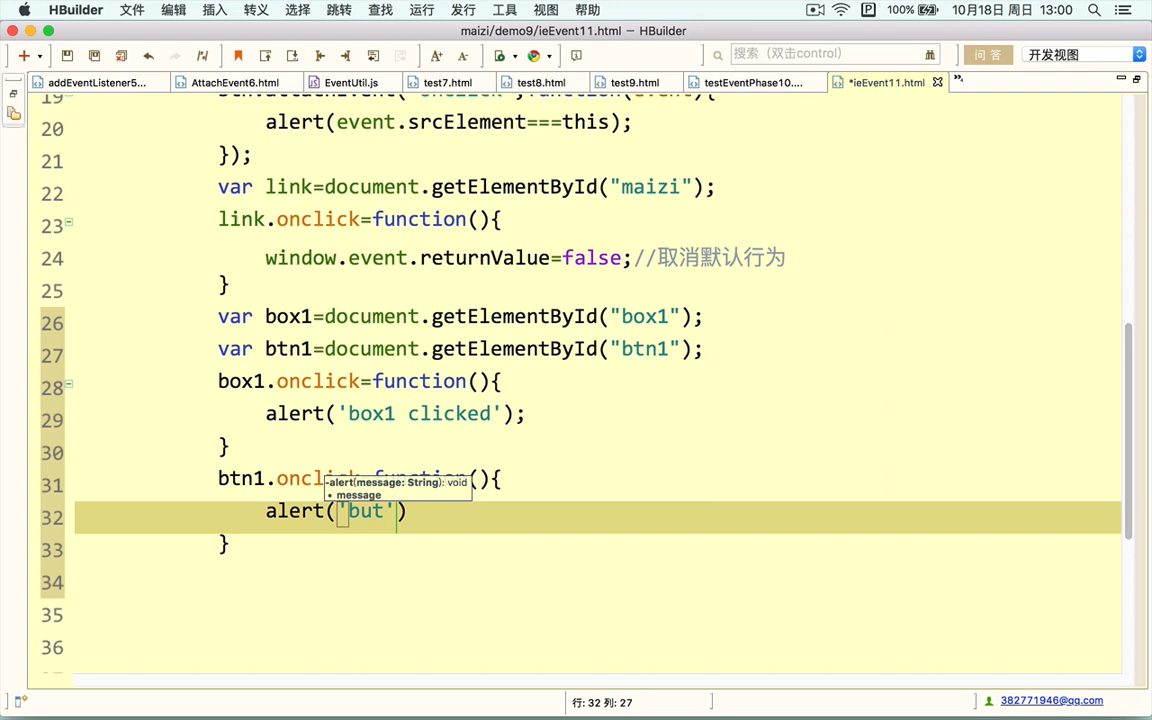 HBuilder 文件 编辑 插入 转义 选择 跳转 查找 运行 发行 工具 视图 帮助 100% 10月18日 周日 13:00
maizi/demo9/ieEvent11.html — HBuilder
搜索（双击control） 问 答 开发视图
addEventListener5... AttachEvent6.html EventUtil.js test7.html test8.html test9.html testEventPhase10.... *ieEvent11.html
20 alert(event.srcElement===this);
21 });
22 var link=document.getElementById("maizi");
23 link.onclick=function(){
24 window.event.returnValue=false;//取消默认行为
25 }
26 var box1=document.getElementById("box1");
27 var btn1=document.getElementById("btn1");
28 box1.onclick=function(){
29 alert('box1 clicked');
30 }
31 btn1.onclick=function(){
-alert(message: String): void
• message
32 alert('but')
33 }
34
35
36
行: 32 列: 27 382771946@qq.com